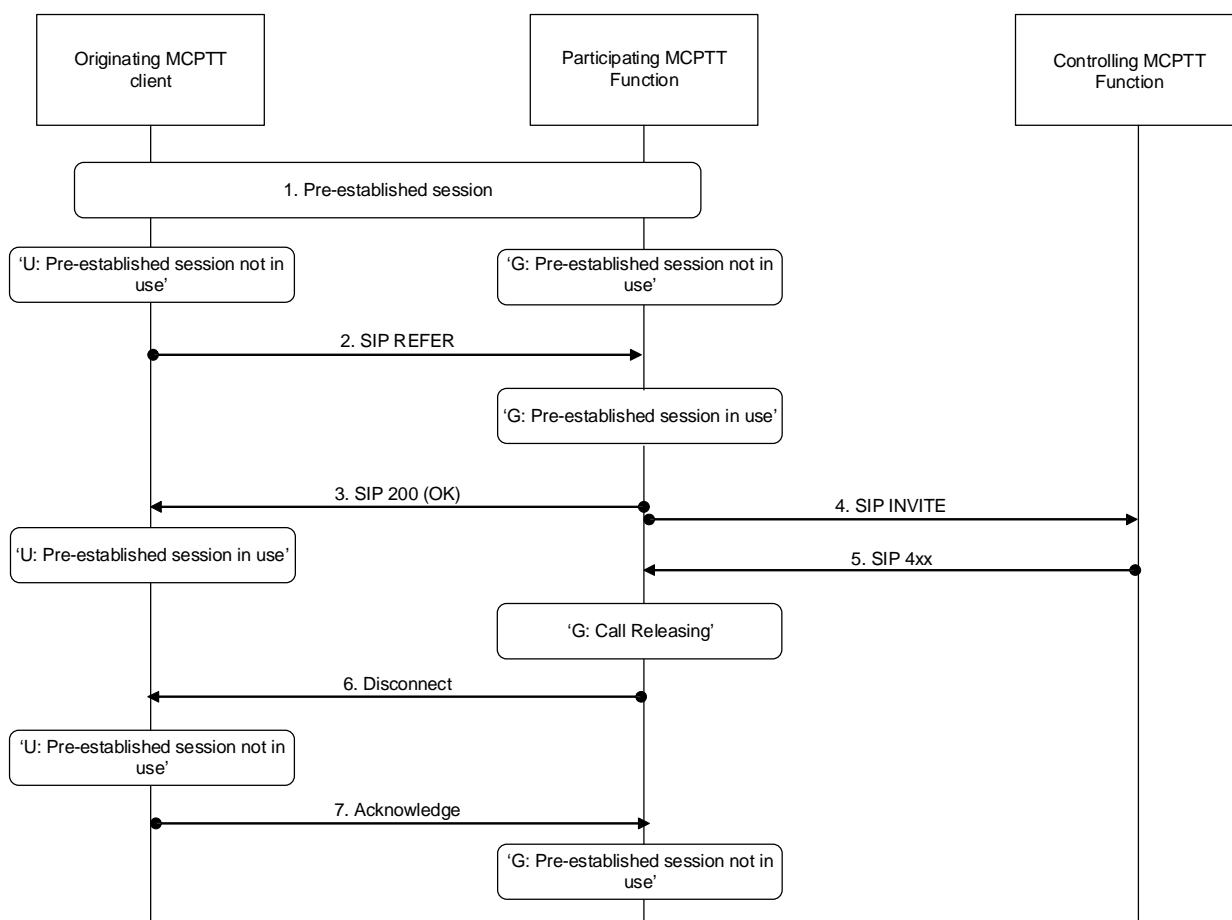 Originating MCPTT
client
Participating MCPTT
Function
Controlling MCPTT
Function
1. Pre-established session
‘U: Pre-established session not in
use’
‘G: Pre-established session not in
use’
2. SIP REFER
‘G: Pre-established session in use’
3. SIP 200 (OK)
4. SIP INVITE
‘U: Pre-established session in use’
5. SIP 4xx
‘G: Call Releasing’
6. Disconnect
‘U: Pre-established session not in
use’
7. Acknowledge
‘G: Pre-established session not in
use’